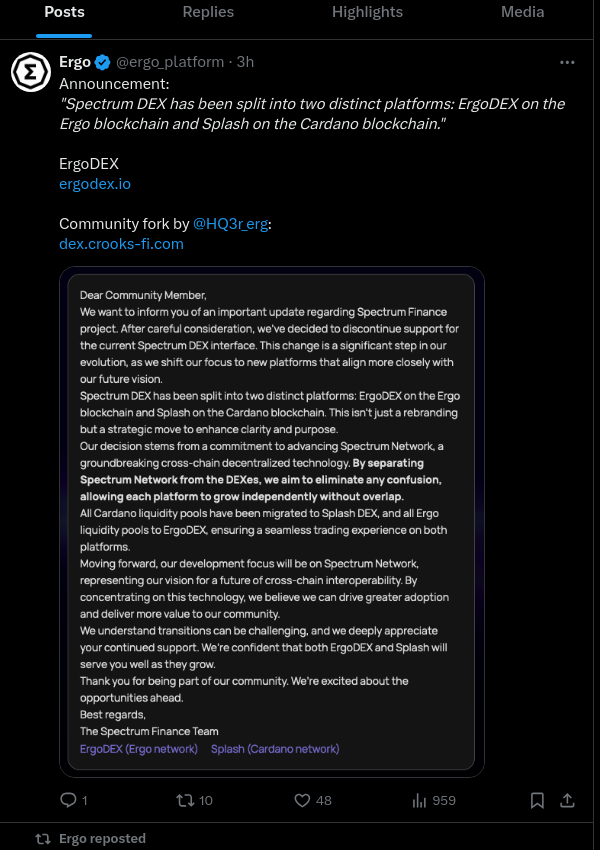 Posts Replies Highlights Media
Ergo @ergo_platform · 3h
Announcement:
"Spectrum DEX has been split into two distinct platforms: ErgoDEX on the
Ergo blockchain and Splash on the Cardano blockchain."
ErgoDEX
ergodex.io
Community fork by @HQ3r_erg:
dex.crooks-fi.com
Dear Community Member,
We want to inform you of an important update regarding Spectrum Finance
project. After careful consideration, we've decided to discontinue support for
the current Spectrum DEX interface. This change is a significant step in our
evolution, as we shift our focus to new platforms that align more closely with
our future vision.
Spectrum DEX has been split into two distinct platforms: ErgoDEX on the Ergo
blockchain and Splash on the Cardano blockchain. This isn't just a rebranding
but a strategic move to enhance clarity and purpose.
Our decision stems from a commitment to advancing Spectrum Network, a
groundbreaking cross-chain decentralized technology. By separating
Spectrum Network from the DEXes, we aim to eliminate any confusion,
allowing each platform to grow independently without overlap.
All Cardano liquidity pools have been migrated to Splash DEX, and all Ergo
liquidity pools to ErgoDEX, ensuring a seamless trading experience on both
platforms.
Moving forward, our development focus will be on Spectrum Network,
representing our vision for a future of cross-chain interoperability. By
concentrating on this technology, we believe we can drive greater adoption
and deliver more value to our community.
We understand transitions can be challenging, and we deeply appreciate
your continued support. We're confident that both ErgoDEX and Splash will
serve you well as they grow.
Thank you for being part of our community. We're excited about the
opportunities ahead.
Best regards,
The Spectrum Finance Team
ErgoDEX (Ergo network) Splash (Cardano network)
1 10 48 959
Ergo reposted